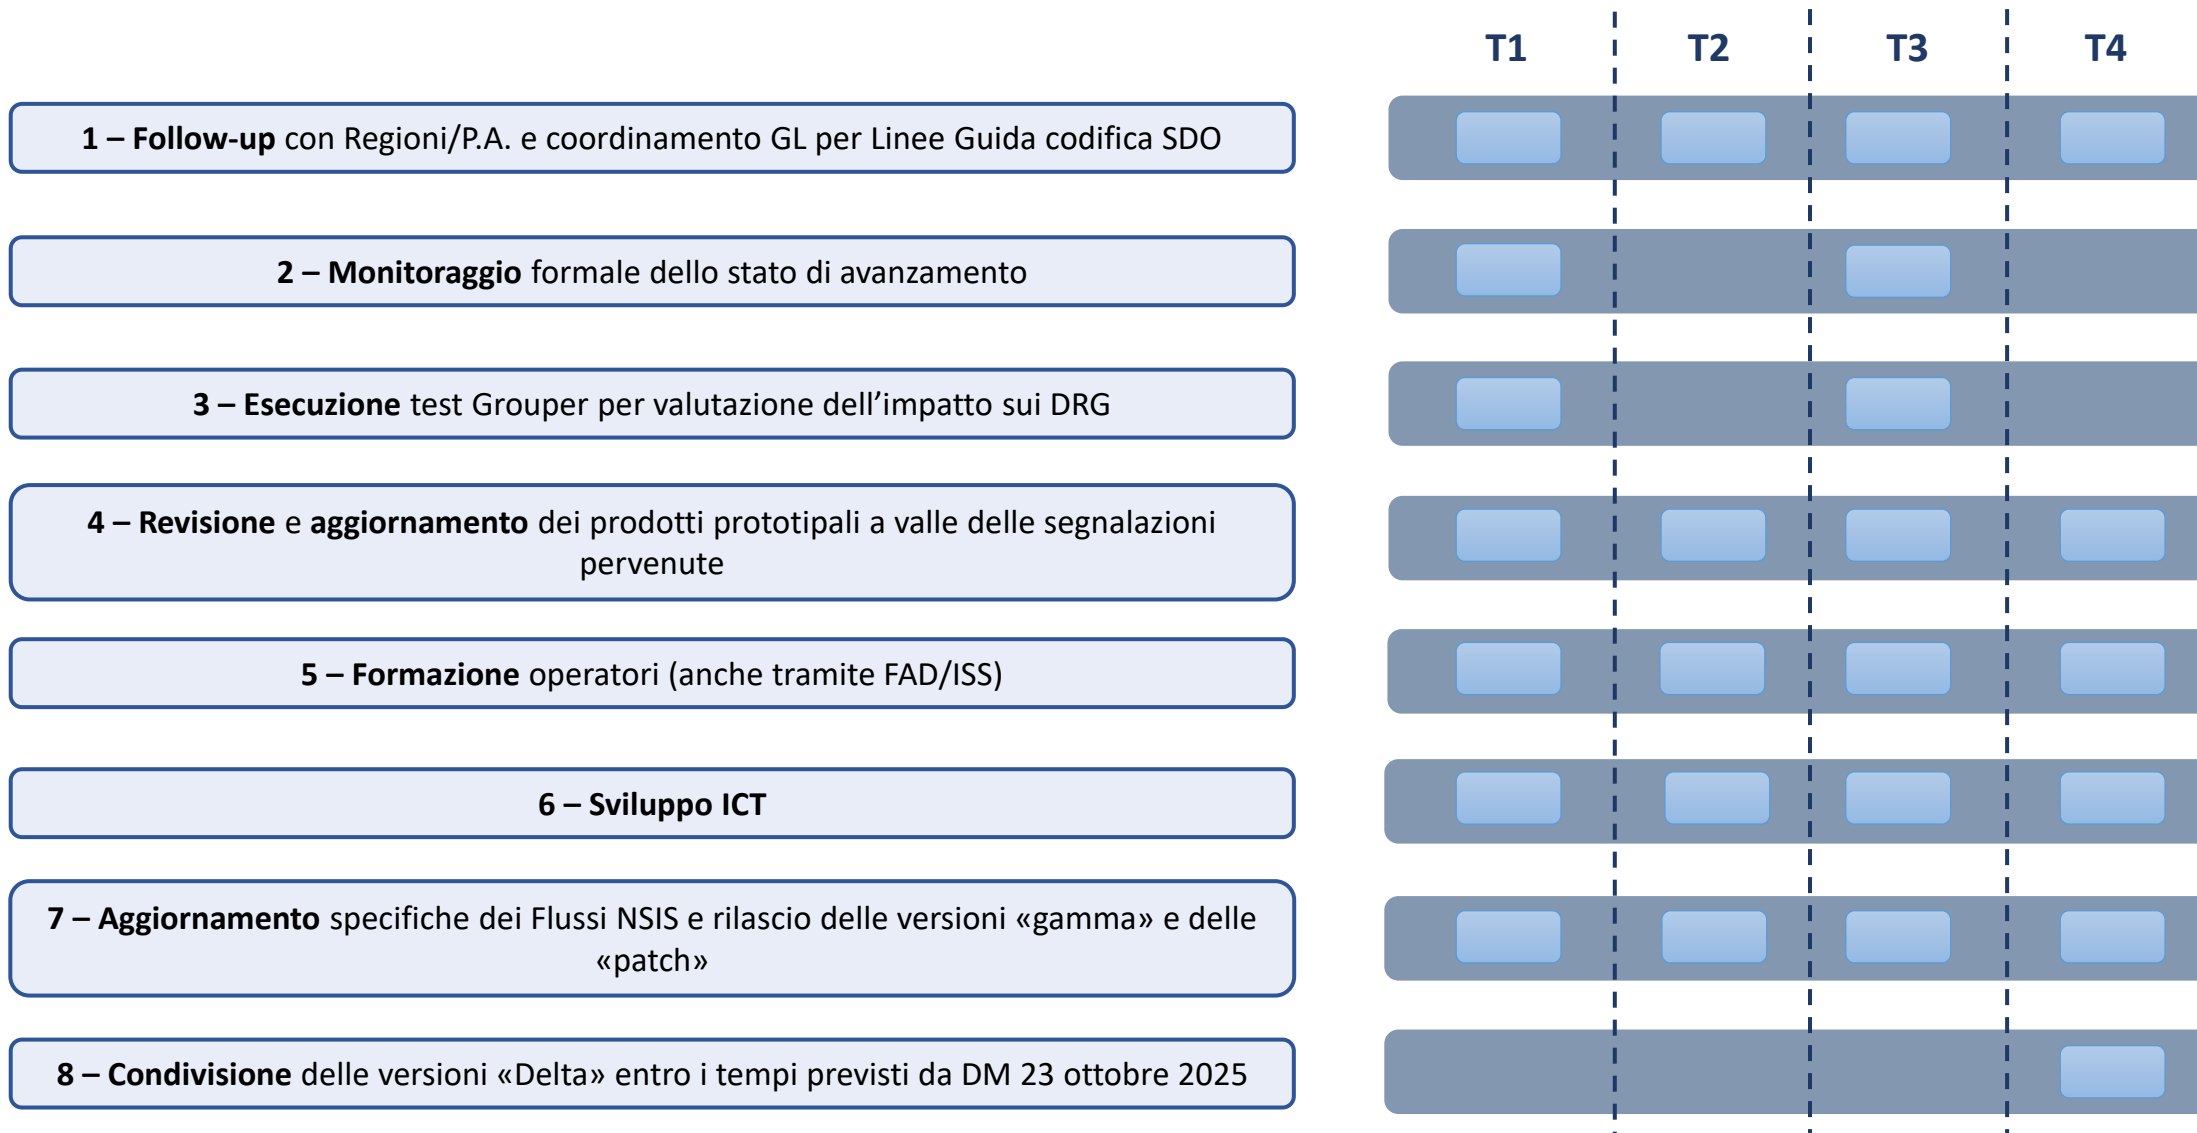 T1 T2 T3 T4
1 – Follow-up con Regioni/P.A. e coordinamento GL per Linee Guida codifica SDO
2 – Monitoraggio formale dello stato di avanzamento
3 – Esecuzione test Grouper per valutazione dell’impatto sui DRG
4 – Revisione e aggiornamento dei prodotti prototipali a valle delle segnalazioni
pervenute
5 – Formazione operatori (anche tramite FAD/ISS)
6 – Sviluppo ICT
7 – Aggiornamento specifiche dei Flussi NSIS e rilascio delle versioni «gamma» e delle
«patch»
8 – Condivisione delle versioni «Delta» entro i tempi previsti da DM 23 ottobre 2025